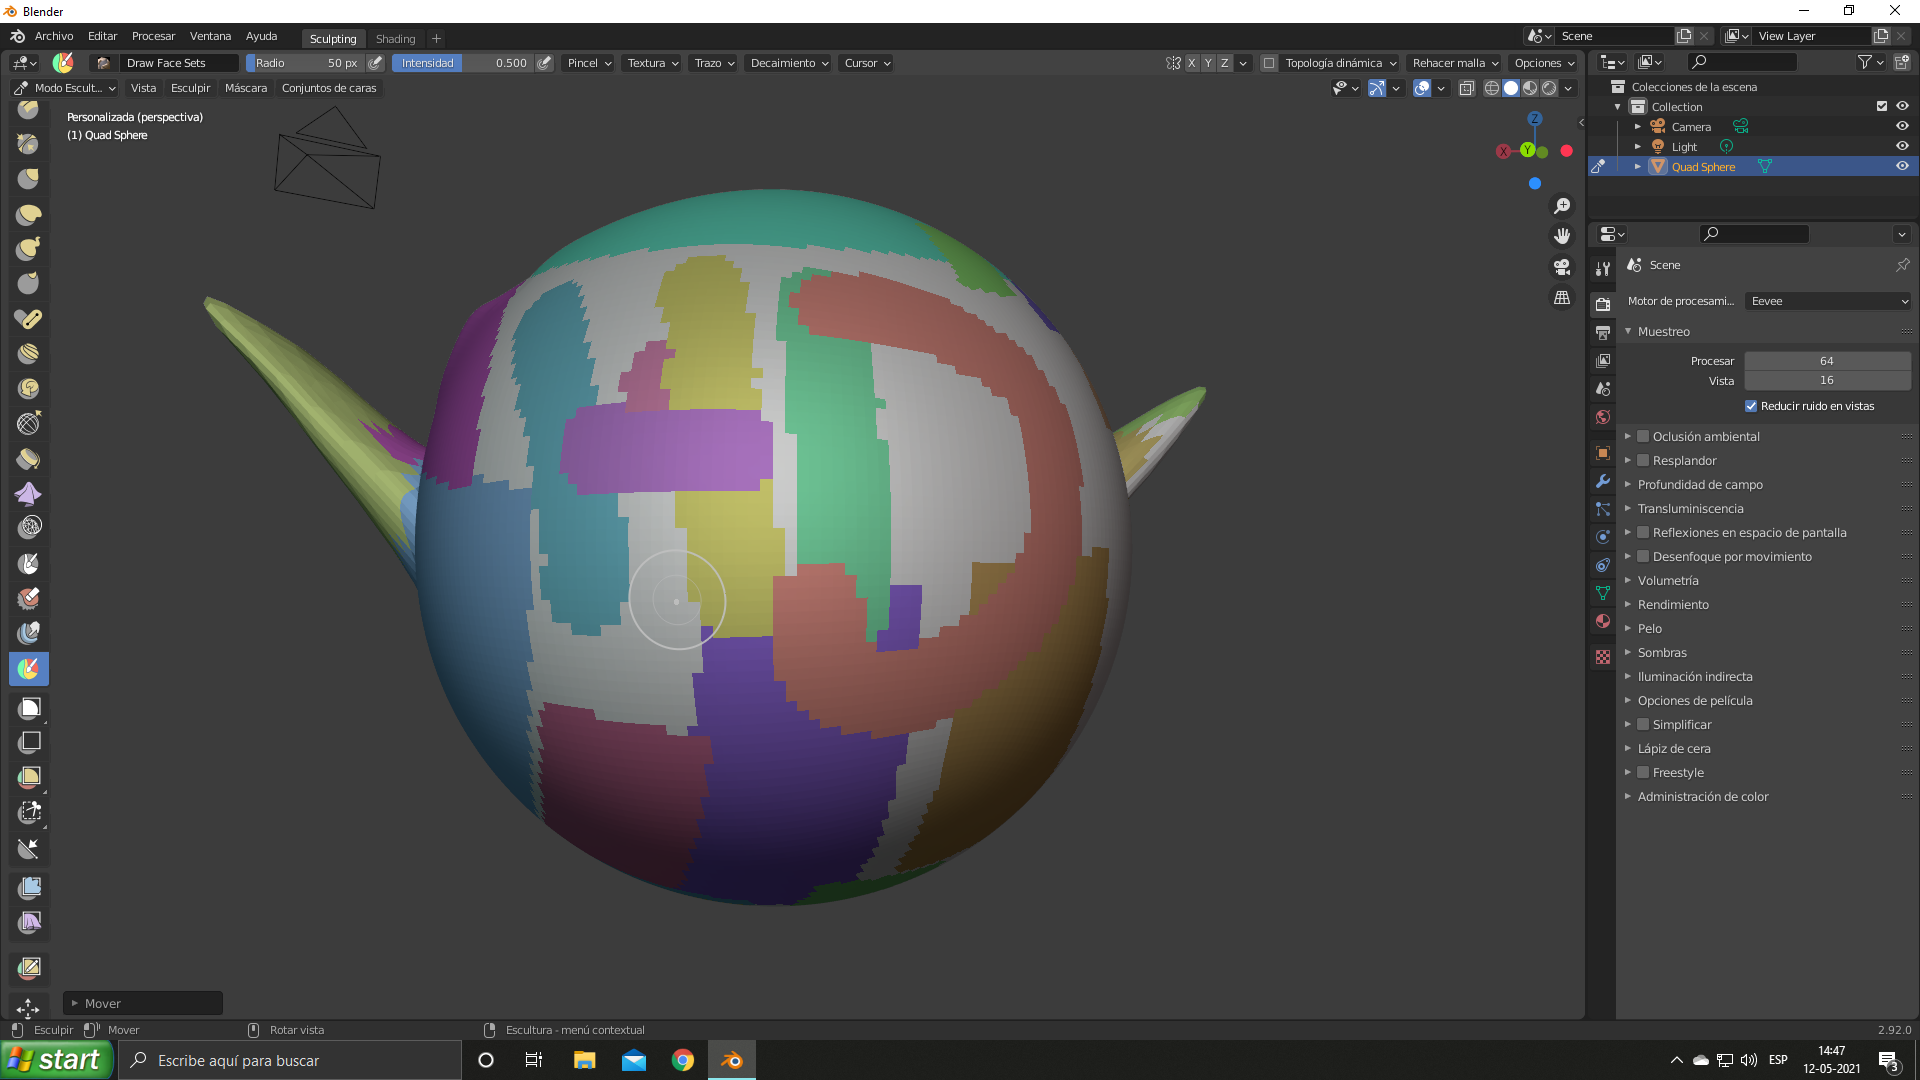 Blender
Archivo Editar Procesar Ventana Ayuda Sculpting Shading + Scene View Layer
Draw Face Sets Radio 50 px Intensidad 0.500 Pincel Textura Trazo Decaimiento Cursor X Y Z Topología dinámica Rehacer malla Opciones
Modo Escult... Vista Esculpir Máscara Conjuntos de caras
Personalizada (perspectiva)
(1) Quad Sphere
Z
X Y
Colecciones de la escena
Collection
Camera
Light
Quad Sphere
Scene
Motor de procesami... Eevee
Muestreo
Procesar 64
Vista 16
Reducir ruido en vistas
Oclusión ambiental
Resplandor
Profundidad de campo
Transluminiscencia
Reflexiones en espacio de pantalla
Desenfoque por movimiento
Volumetría
Rendimiento
Pelo
Sombras
Iluminación indirecta
Opciones de película
Simplificar
Lápiz de cera
Freestyle
Administración de color
Mover
Esculpir Mover Rotar vista Escultura - menú contextual 2.92.0
start Escribe aquí para buscar ESP 14:47
12-05-2021 3